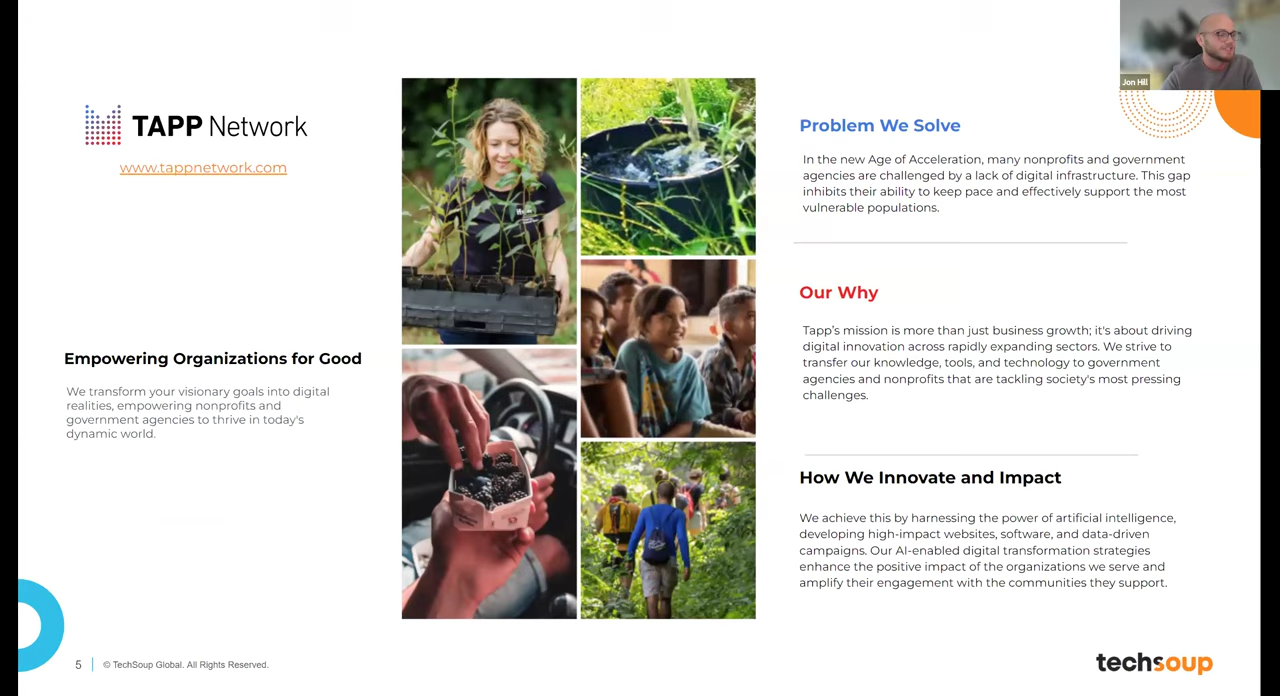 TAPP Network
www.tappnetwork.com
Empowering Organizations for Good
We transform your visionary goals into digital
realities, empowering nonprofits and
government agencies to thrive in today's
dynamic world.
Jon Hill
Problem We Solve
In the new Age of Acceleration, many nonprofits and government
agencies are challenged by a lack of digital infrastructure. This gap
inhibits their ability to keep pace and effectively support the most
vulnerable populations.
Our Why
Tapp's mission is more than just business growth; it's about driving
digital innovation across rapidly expanding sectors. We strive to
transfer our knowledge, tools, and technology to government
agencies and nonprofits that are tackling society's most pressing
challenges.
How We Innovate and Impact
We achieve this by harnessing the power of artificial intelligence,
developing high-impact websites, software, and data-driven
campaigns. Our AI-enabled digital transformation strategies
enhance the positive impact of the organizations we serve and
amplify their engagement with the communities they support.
5
© TechSoup Global. All Rights Reserved.
techsoup